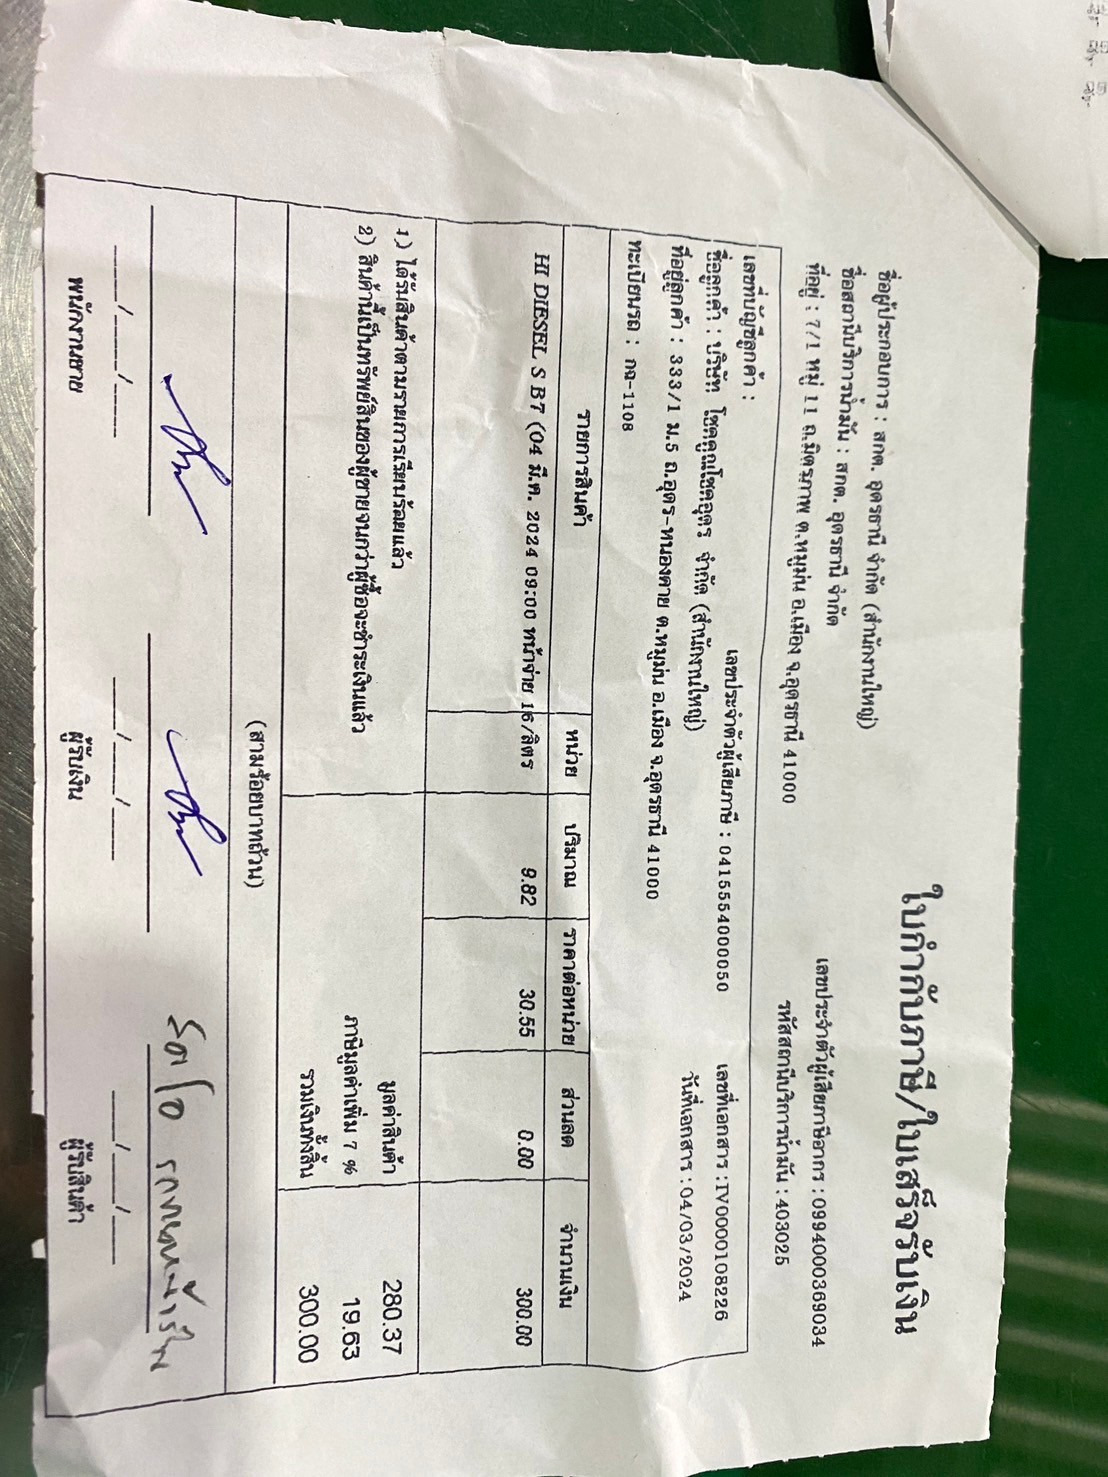 ใบกำกับภาษี/ใบเสร็จรับเงิน
ชื่อผู้ประกอบการ : สกต. อุดรธานี จำกัด (สำนักงานใหญ่)
เลขประจำตัวผู้เสียภาษีอากร : 0994000369034
ชื่อสถานีบริการน้ำมัน : สกต. อุดรธานี จำกัด
รหัสสถานีบริการน้ำมัน : 403025
ที่อยู่ : 7/1 หมู่ 11 ถ.มิตรภาพ ต.หมูม่น อ.เมือง จ.อุดรธานี 41000
เลขที่บัญชีลูกค้า :
เลขประจำตัวผู้เสียภาษี : 0415554000050
เลขที่เอกสาร : IV0000108226
ชื่อลูกค้า : บริษัท โชคคูณโชคอุดร จำกัด (สำนักงานใหญ่)
วันที่เอกสาร : 04/03/2024
ที่อยู่ลูกค้า : 333/1 ม.5 ถ.อุดร-หนองคาย ต.หมูม่น อ.เมือง จ.อุดรธานี 41000
ทะเบียนรถ : กฉ-1108
รายการสินค้า หน่วย ปริมาณ ราคาต่อหน่วย ส่วนลด จำนวนเงิน
HI DIESEL S B7 (04 มี.ค. 2024 09:00 หน้าจ่าย 16/ลิตร 9.82 30.55 0.00 300.00
1) ได้รับสินค้าตามรายการเรียบร้อยแล้ว
มูลค่าสินค้า 280.37
2) สินค้านี้เป็นทรัพย์สินของผู้ขายจนกว่าผู้ซื้อจะชำระเงินแล้ว
ภาษีมูลค่าเพิ่ม 7 % 19.63
รวมเงินทั้งสิ้น 300.00
(สามร้อยบาทถ้วน)
__/__/__ __/__/__ __/__/__
พนักงานขาย ผู้รับเงิน ผู้รับสินค้า